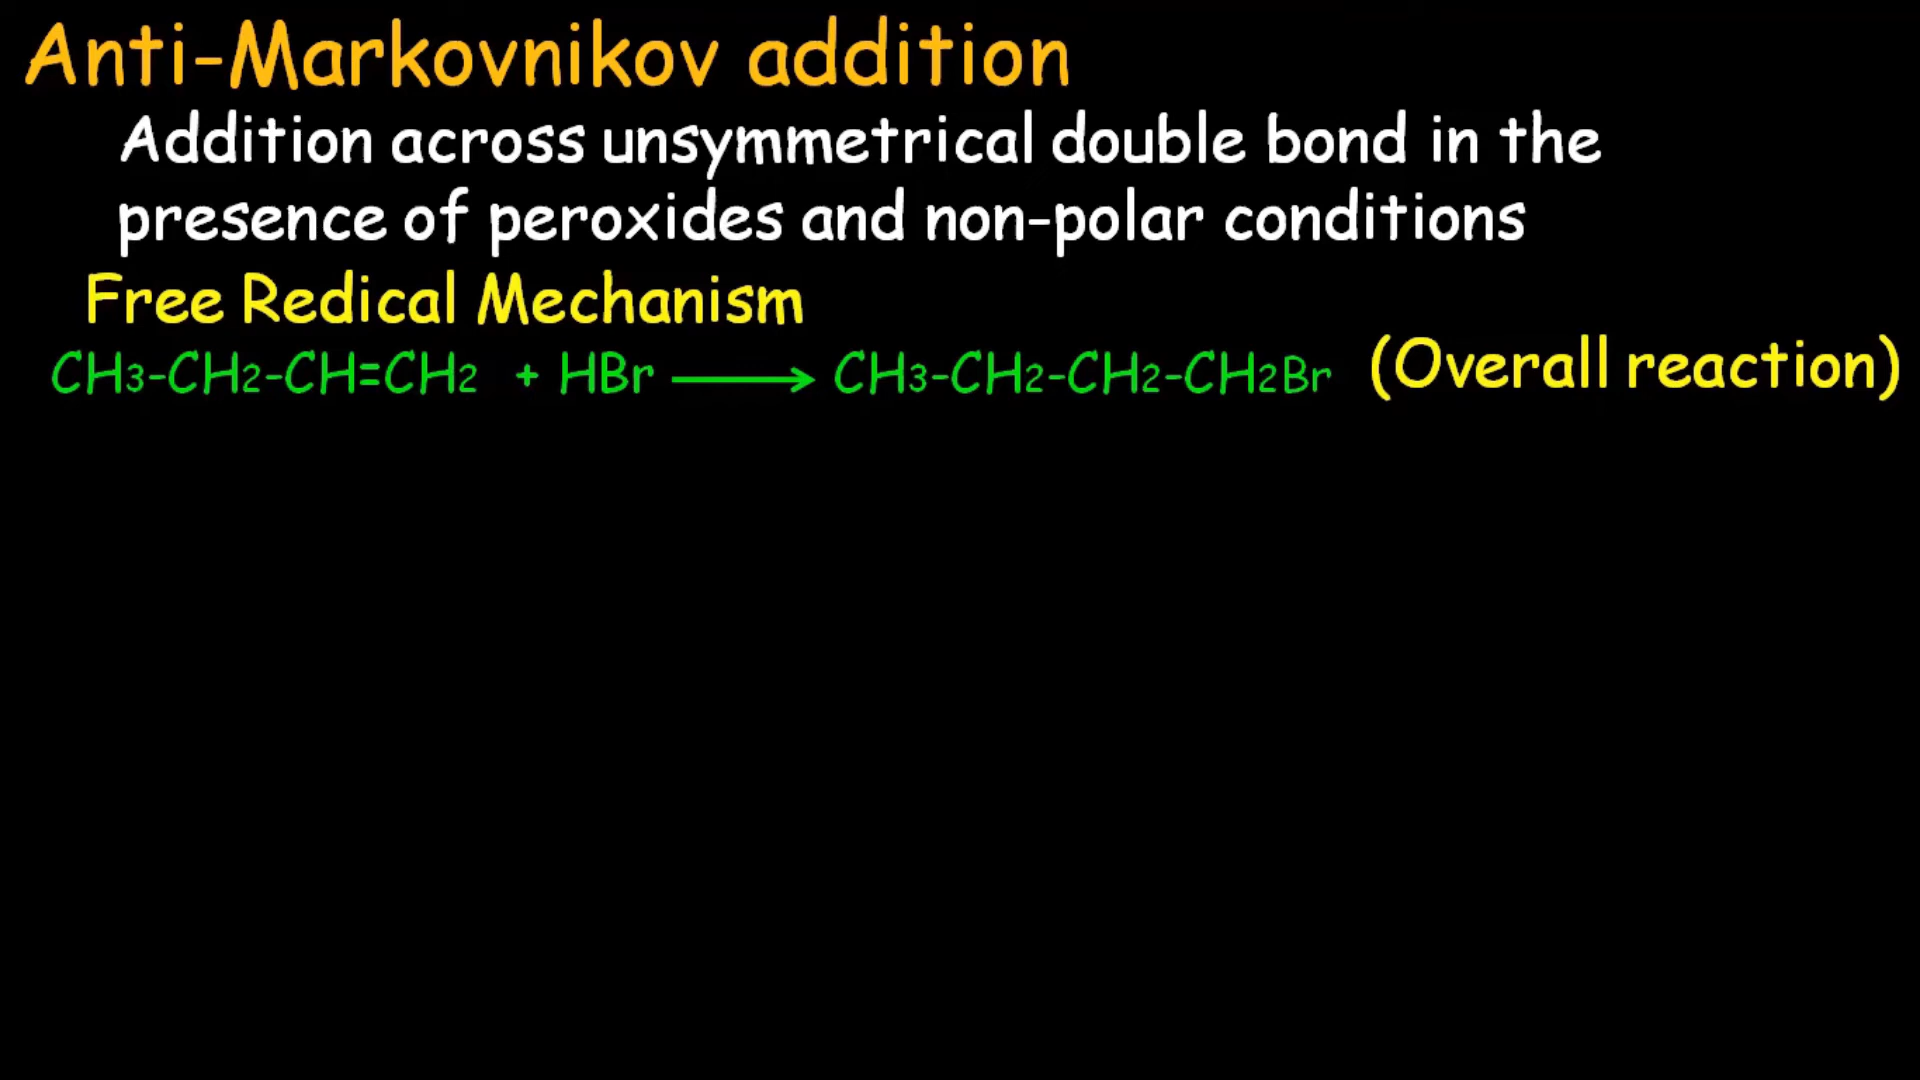 Anti-Markovnikov addition
Addition across unsymmetrical double bond in the
presence of peroxides and non-polar conditions
Free Redical Mechanism
CH3-CH2-CH=CH2 + HBr ⟶ CH3-CH2-CH2-CH2Br (Overall reaction)